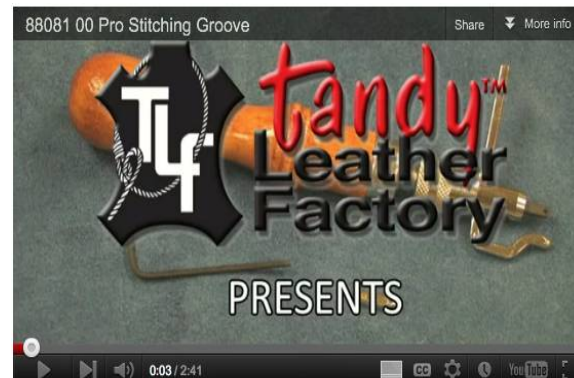 88081 00 Pro Stitching Groove
Share
More info
TLF
tandy™
Leather
Factory
PRESENTS
0:03 / 2:41
CC
YouTube